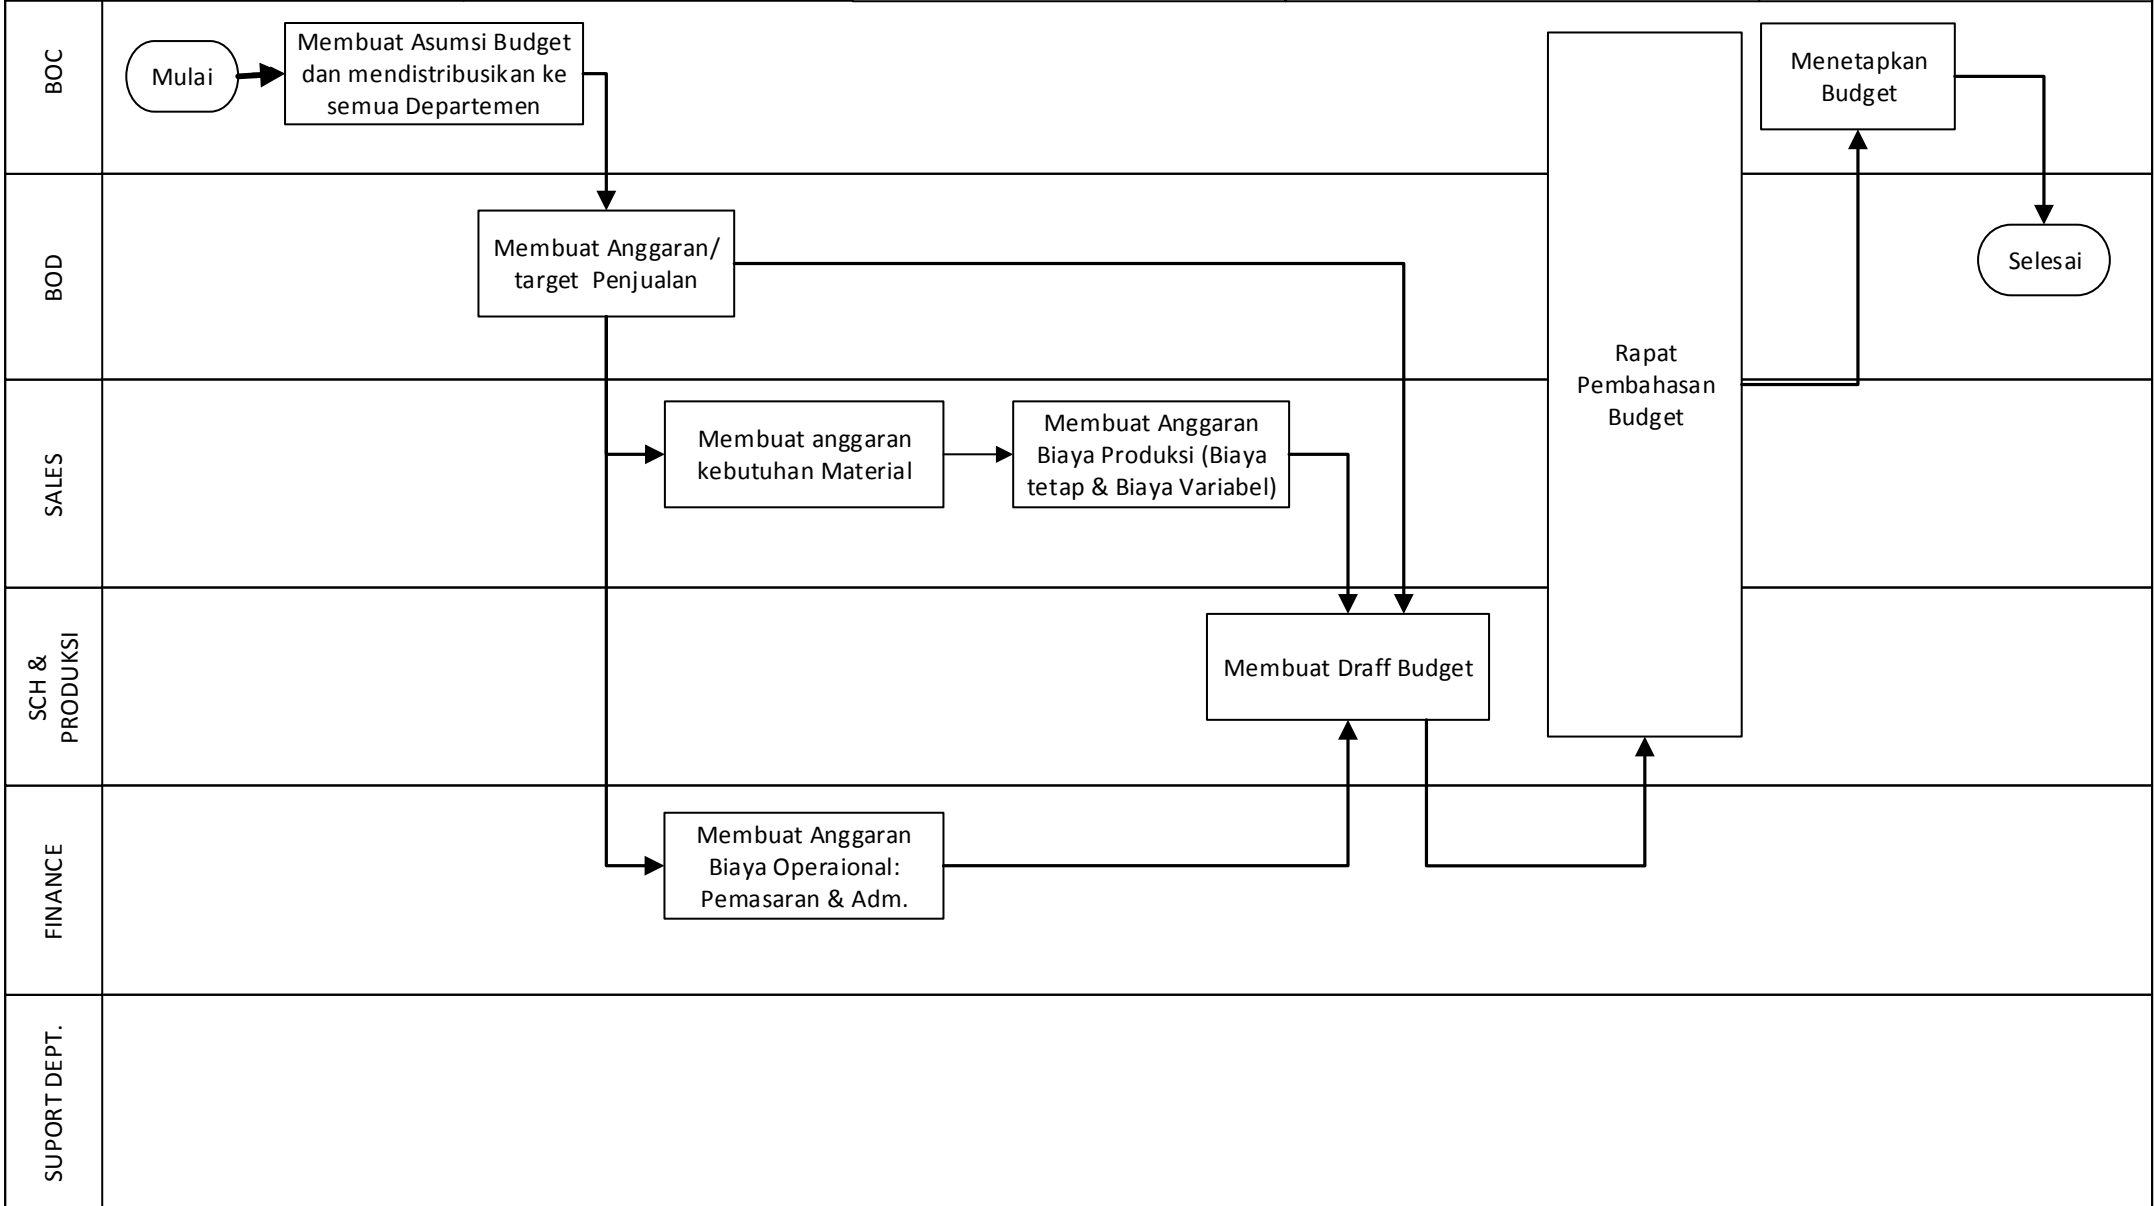 BOC
Mulai
Membuat Asumsi Budget
dan mendistribusikan ke
semua Departemen
Menetapkan
Budget
BOD
Membuat Anggaran/
target Penjualan
Selesai
Rapat
Pembahasan
Budget
SALES
Membuat anggaran
kebutuhan Material
Membuat Anggaran
Biaya Produksi (Biaya
tetap & Biaya Variabel)
SCH &
PRODUKSI
Membuat Draff Budget
FINANCE
Membuat Anggaran
Biaya Operaional:
Pemasaran & Adm.
SUPORT DEPT.